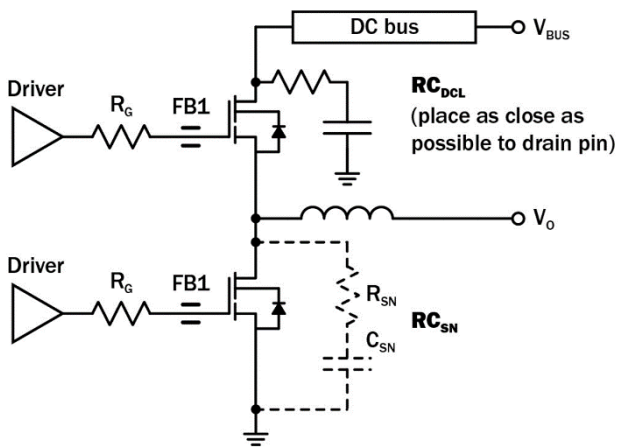 DC bus
V_BUS
Driver
R_G
FB1
RC_DCL
(place as close as
possible to drain pin)
V_O
Driver
R_G
FB1
R_SN
RC_SN
C_SN